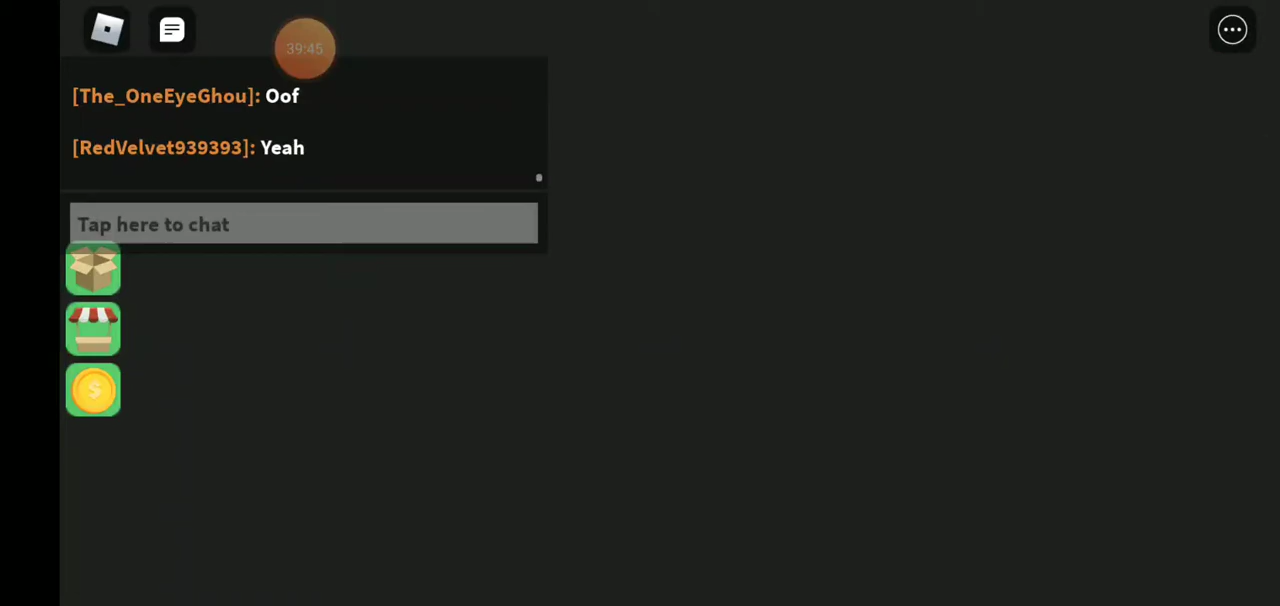 39:45
[The_OneEyeGhou]: Oof
[RedVelvet939393]: Yeah
Tap here to chat
$